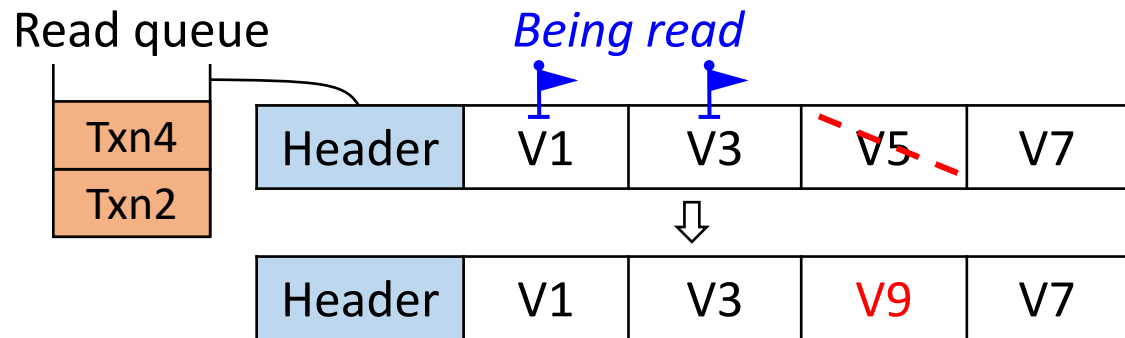 Read queue
Being read
Txn4
Txn2
Header V1 V3 V5 V7
Header V1 V3 V9 V7